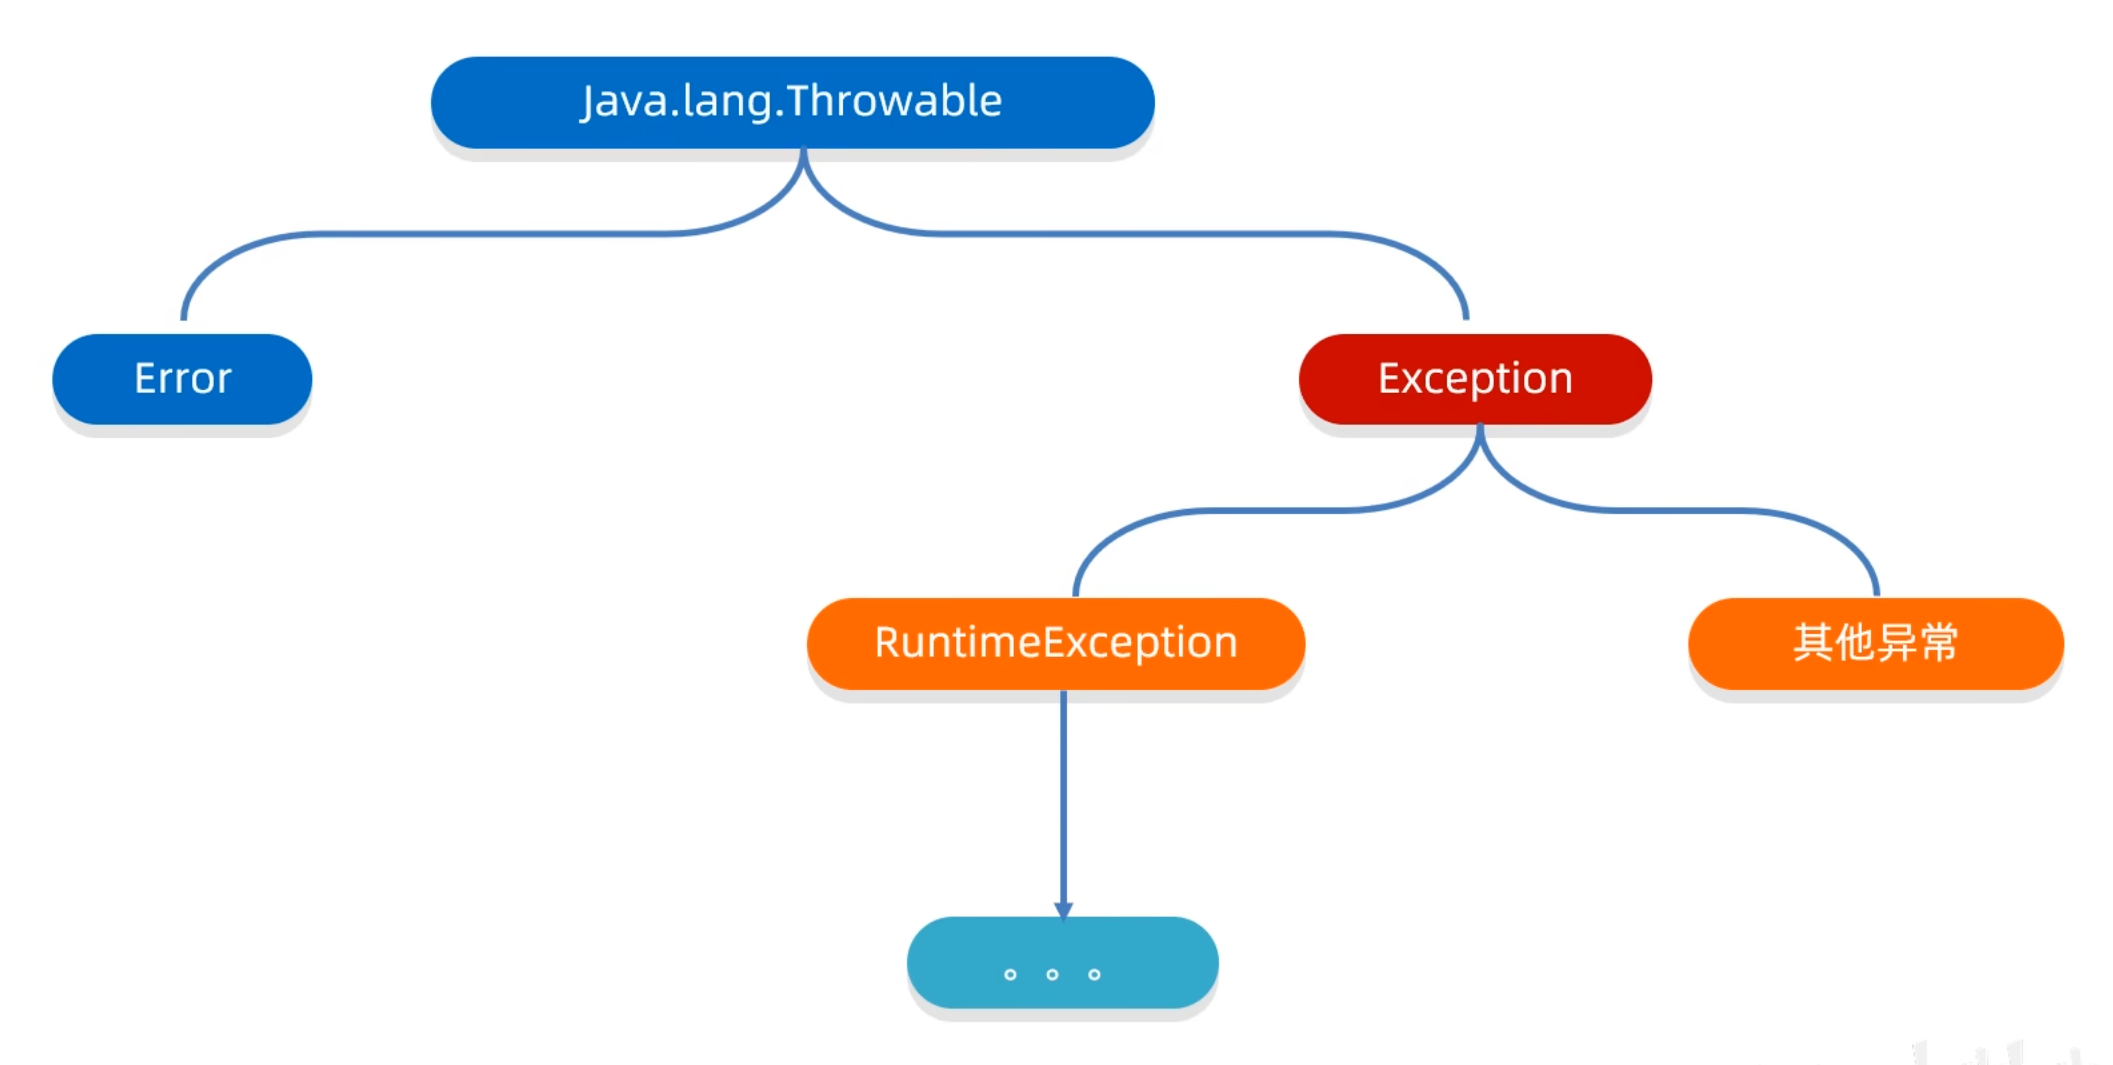 Java.lang.Throwable
Error
Exception
RuntimeException
其他异常
。。。